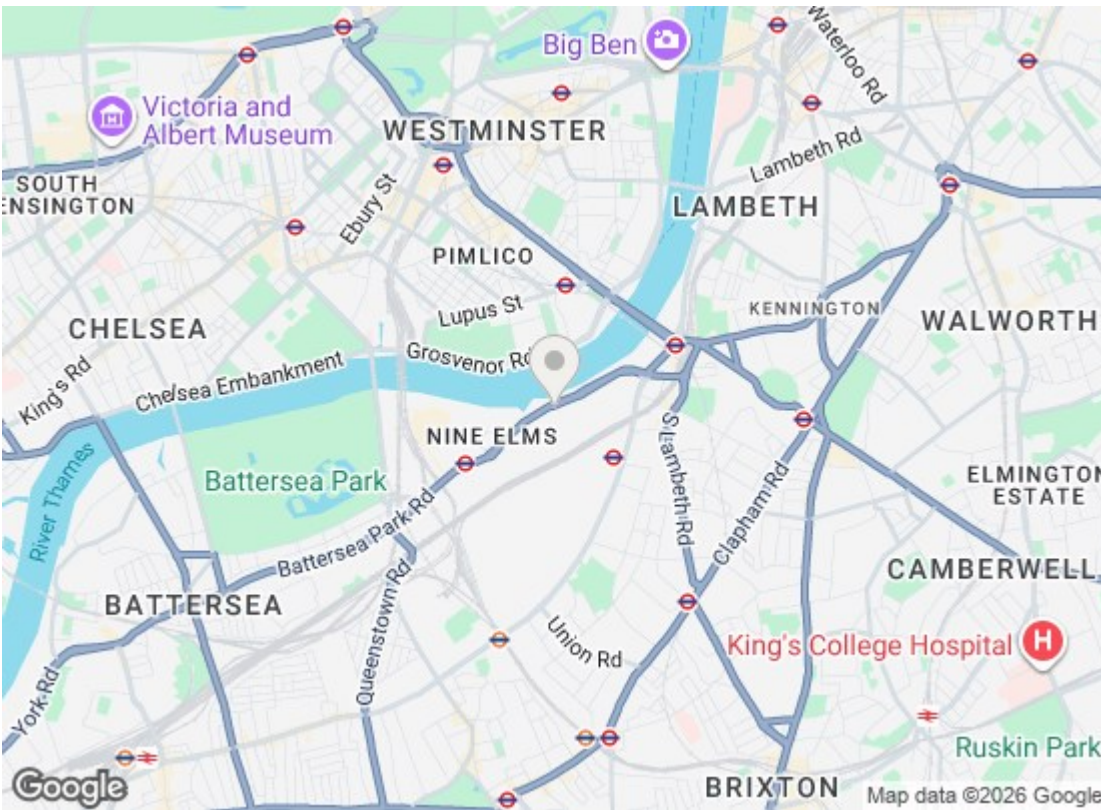 Big Ben
Waterloo Rd
Victoria and
Albert Museum
WESTMINSTER
Lambeth Rd
SOUTH
ENSINGTON
Ebury St
LAMBETH
PIMLICO
Lupus St
KENNINGTON
CHELSEA
WALWORTH
Grosvenor Rd
King's Rd
Chelsea Embankment
NINE ELMS
S Lambeth Rd
Battersea Park
River Thames
Clapham Rd
ELMINGTON
ESTATE
Battersea Park Rd
CAMBERWELL
BATTERSEA
Queenstown Rd
Union Rd
King's College Hospital
H
York Rd
Ruskin Park
Google
BRIXTON
Map data ©2026 Google